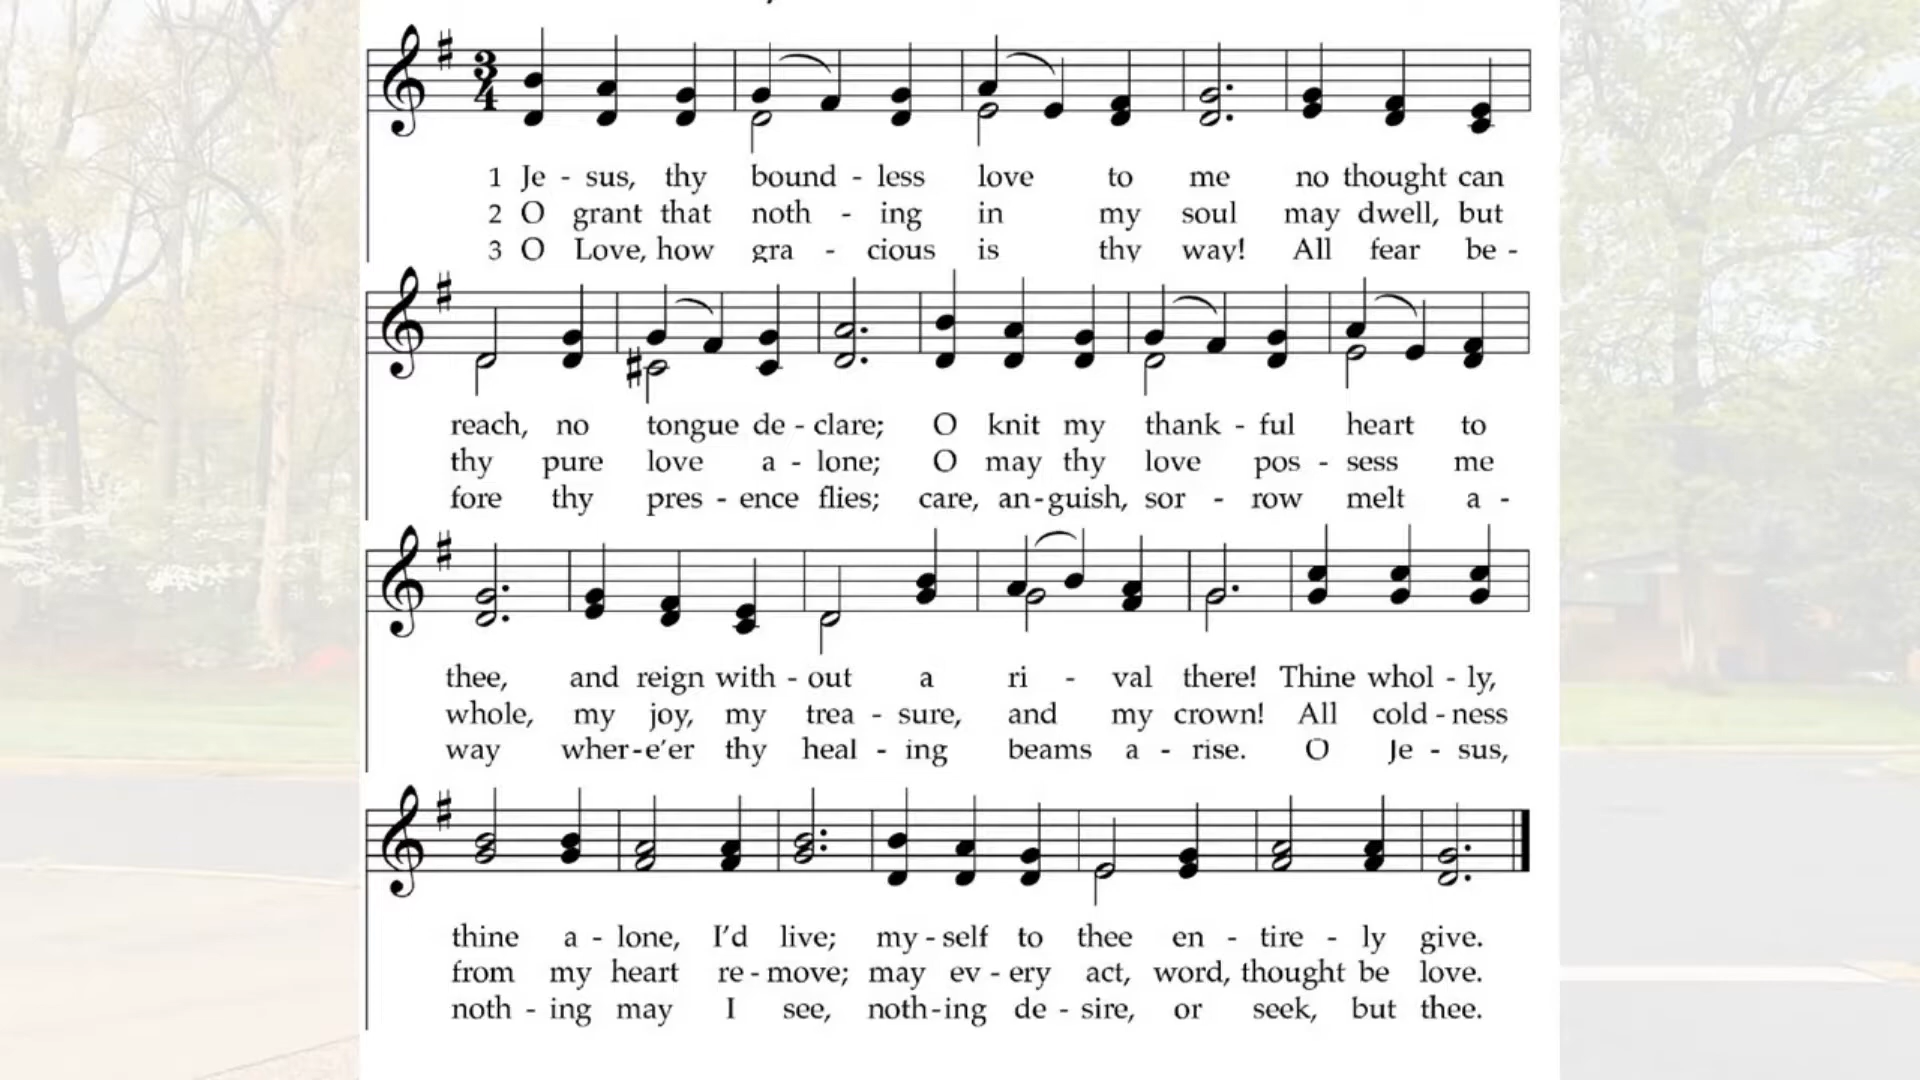 1 Je - sus, thy bound - less love to me no thought can
2 O grant that noth - ing in my soul may dwell, but
3 O Love, how gra - cious is thy way! All fear be -
reach, no tongue de - clare; O knit my thank - ful heart to
thy pure love a - lone; O may thy love pos - sess me
fore thy pres - ence flies; care, an - guish, sor - row melt a -
thee, and reign with - out a ri - val there! Thine whol - ly,
whole, my joy, my trea - sure, and my crown! All cold - ness
way wher - e'er thy heal - ing beams a - rise. O Je - sus,
thine a - lone, I'd live; my - self to thee en - tire - ly give.
from my heart re - move; may ev - ery act, word, thought be love.
noth - ing may I see, noth - ing de - sire, or seek, but thee.